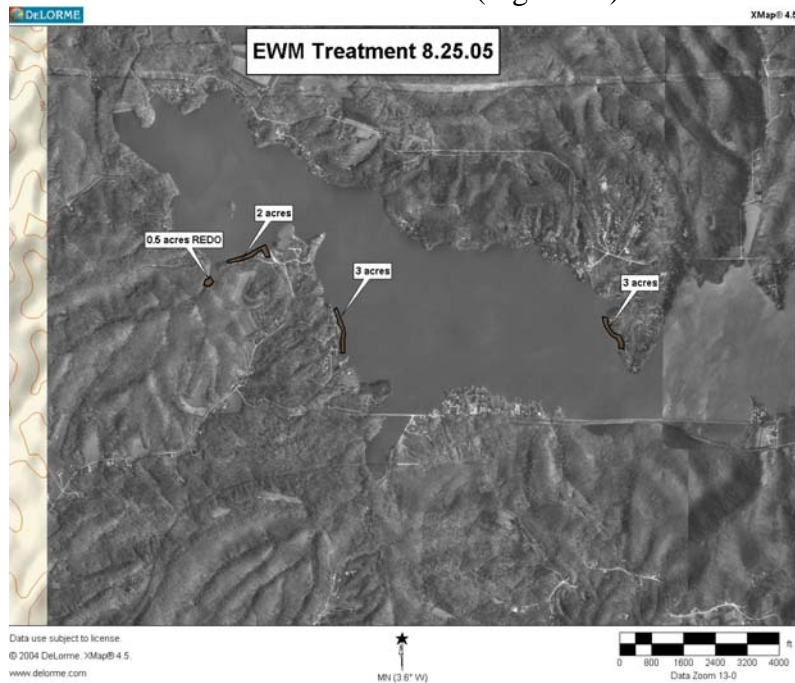 DELORME
XMap® 4.5
EWM Treatment 8.25.05
2 acres
0.5 acres REDO
3 acres
3 acres
Data use subject to license.
© 2004 DeLorme. XMap® 4.5.
www.delorme.com
MN (3.6° W)
ft
0 800 1600 2400 3200 4000
Data Zoom 13-0